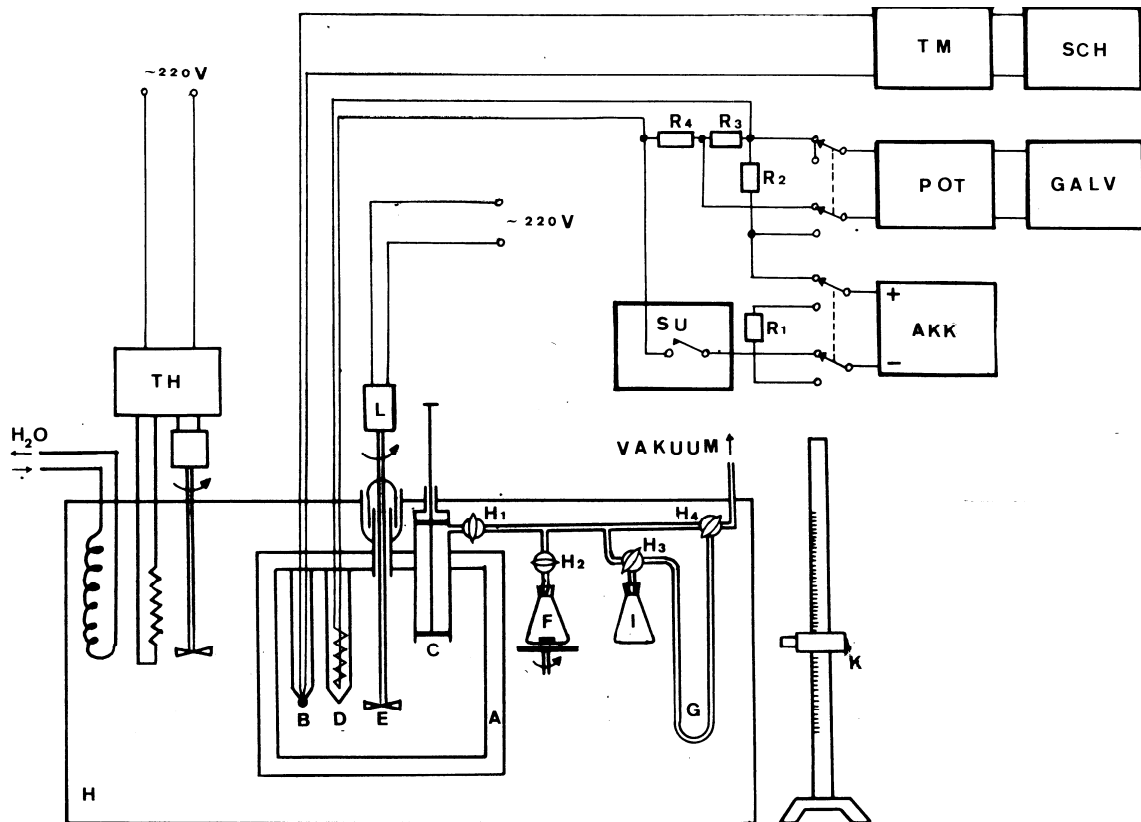 TM
SCH
~220V
R4
R3
R2
POT
GALV
~220V
SU
R1
+
AKK
−
TH
L
H₂O
VAKUUM
H1
H4
H2
H3
F
I
C
K
B
D
E
A
G
H